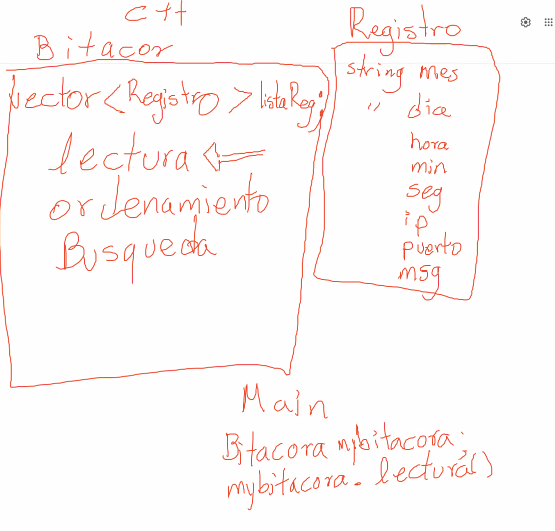 C++
Bitacor
vector<Registro> listaReg;
lectura <=
ordenamiento
Busqueda
Registro
string mes
" dia
hora
min
seg
ip
puerto
msg
Main
Bitacora mybitacora.
mybitacora. lectura()